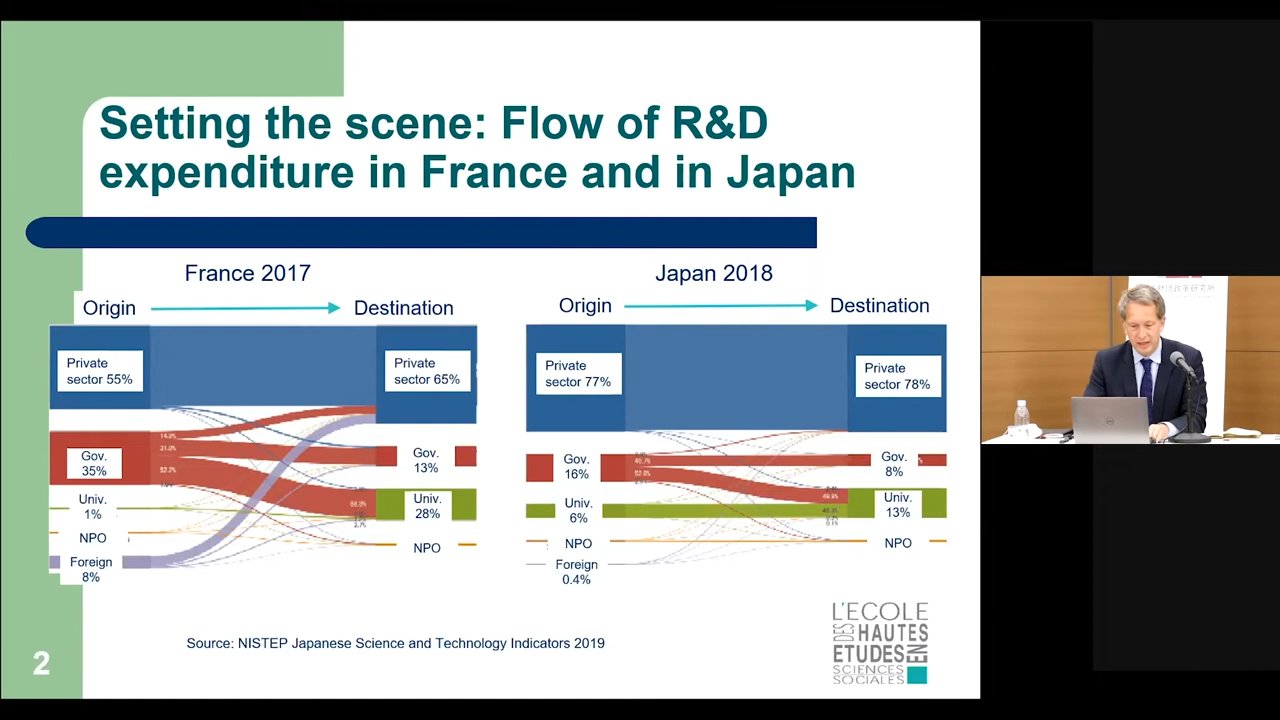 Setting the scene: Flow of R&D
expenditure in France and in Japan
France 2017
Origin
Destination
Private
sector 55%
Private
sector 65%
Gov.
35%
Gov.
13%
Univ.
1%
Univ.
28%
NPO
NPO
Foreign
8%
Japan 2018
Origin
Destination
Private
sector 77%
Private
sector 78%
Gov.
16%
Gov.
8%
Univ.
6%
Univ.
13%
NPO
NPO
Foreign
0.4%
Source: NISTEP Japanese Science and Technology Indicators 2019
2
L'ECOLE
DES HAUTES
ETUDES EN
SCIENCES
SOCIALES